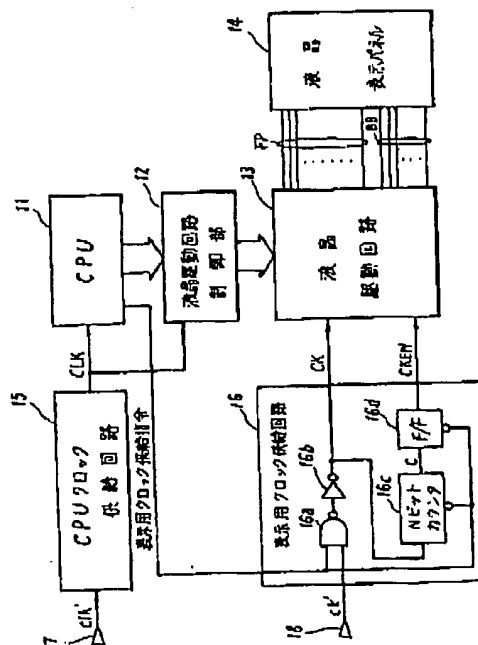 11
CPU
12
液晶駆動回路
制御部
13
液晶
駆動回路
14
液晶
表示パネル
FP
BB
15
CPUクロック
供給回路
CLK
clk'
7
表示用クロック供給指令
16
表示用クロック供給回路
16a
16b
16c
Nビット
カウンタ
C
16d
F/F
CK
CKEN
ck'
18